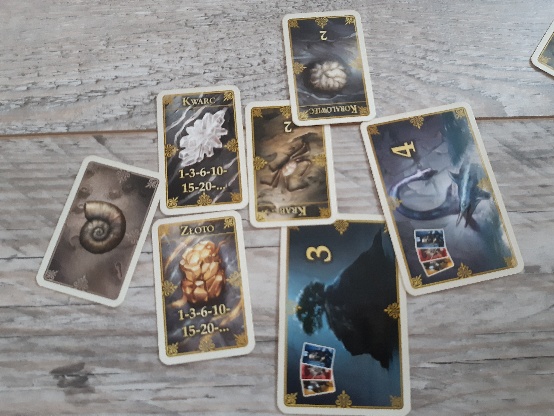 2
KORALOWIEC
KWARC
1-3-6-10-
15-20-...
2
KRAB
4
ZŁOTO
1-3-6-10-
15-20-...
3